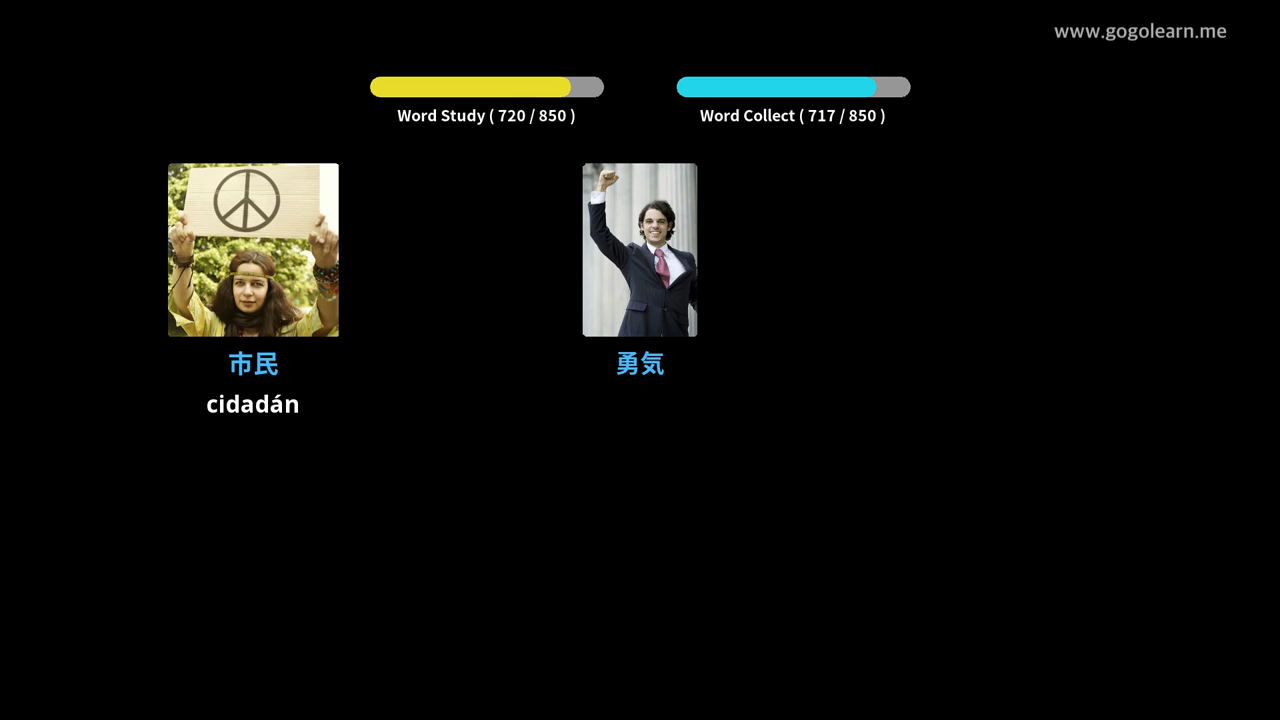 www.gogolearn.me
Word Study ( 720 / 850 )
Word Collect ( 717 / 850 )
市民
勇気
cidadán